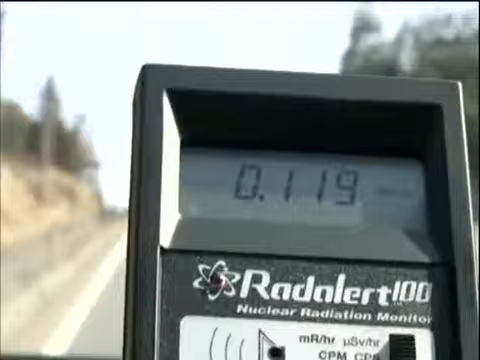 0.119
Radalert100
Nuclear Radiation Monitor
mR/hr µSv/hr
CPM